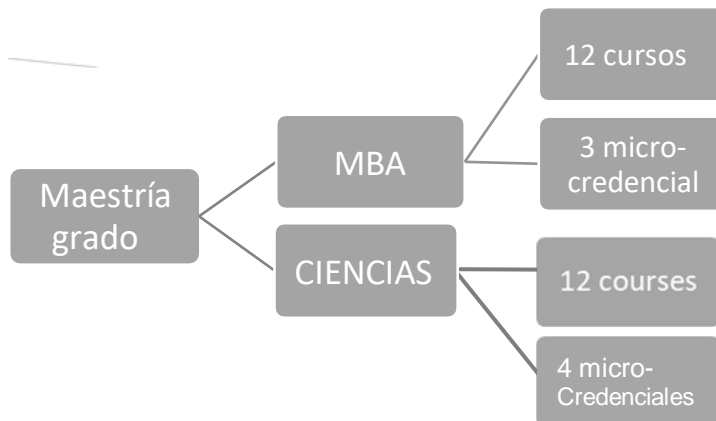 Maestría
grado
MBA
CIENCIAS
12 cursos
3 micro-
credencial
12 courses
4 micro-
Credenciales